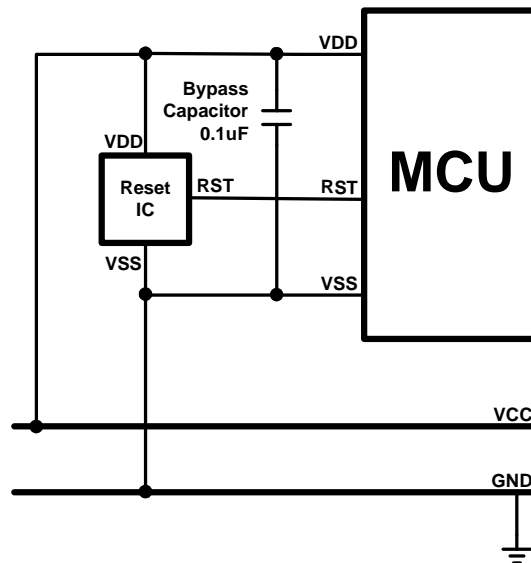 VDD
Bypass
Capacitor
0.1uF
VDD
Reset
IC
RST
RST
MCU
VSS
VSS
VCC
GND